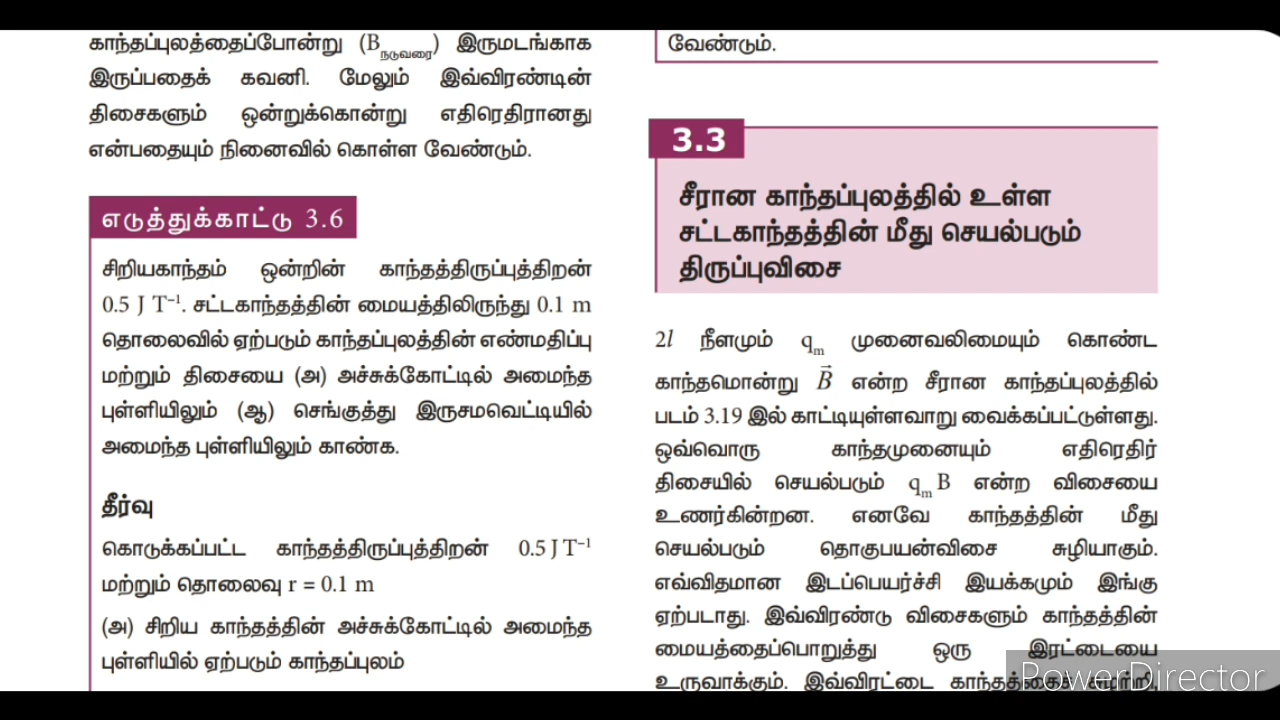 காந்தப்புலத்தைப்போன்று (Bநடுவரை) இருமடங்காக
இருப்பதைக் கவனி. மேலும் இவ்விரண்டின்
திசைகளும் ஒன்றுக்கொன்று எதிரெதிரானது
என்பதையும் நினைவில் கொள்ள வேண்டும்.
எடுத்துக்காட்டு 3.6
சிறியகாந்தம் ஒன்றின் காந்தத்திருப்புத்திறன்
0.5 J T⁻¹. சட்டகாந்தத்தின் மையத்திலிருந்து 0.1 m
தொலைவில் ஏற்படும் காந்தப்புலத்தின் எண்மதிப்பு
மற்றும் திசையை (அ) அச்சுக்கோட்டில் அமைந்த
புள்ளியிலும் (ஆ) செங்குத்து இருசமவெட்டியில்
அமைந்த புள்ளியிலும் காண்க.
தீர்வு
கொடுக்கப்பட்ட காந்தத்திருப்புத்திறன் 0.5 J T⁻¹
மற்றும் தொலைவு r = 0.1 m
(அ) சிறிய காந்தத்தின் அச்சுக்கோட்டில் அமைந்த
புள்ளியில் ஏற்படும் காந்தப்புலம்
வேண்டும்.
3.3
சீரான காந்தப்புலத்தில் உள்ள
சட்டகாந்தத்தின் மீது செயல்படும்
திருப்புவிசை
2l நீளமும் qₘ முனைவலிமையும் கொண்ட
காந்தமொன்று B⃗ என்ற சீரான காந்தப்புலத்தில்
படம் 3.19 இல் காட்டியுள்ளவாறு வைக்கப்பட்டுள்ளது.
ஒவ்வொரு காந்தமுனையும் எதிரெதிர்
திசையில் செயல்படும் qₘ B என்ற விசையை
உணர்கின்றன. எனவே காந்தத்தின் மீது
செயல்படும் தொகுபயன்விசை சுழியாகும்.
எவ்விதமான இடப்பெயர்ச்சி இயக்கமும் இங்கு
ஏற்படாது. இவ்விரண்டு விசைகளும் காந்தத்தின்
மையத்தைப்பொறுத்து ஒரு இரட்டையை
உருவாக்கும். இவ்விரட்டை காந்தத்தைச் சுழற்றி,
PowerDirector